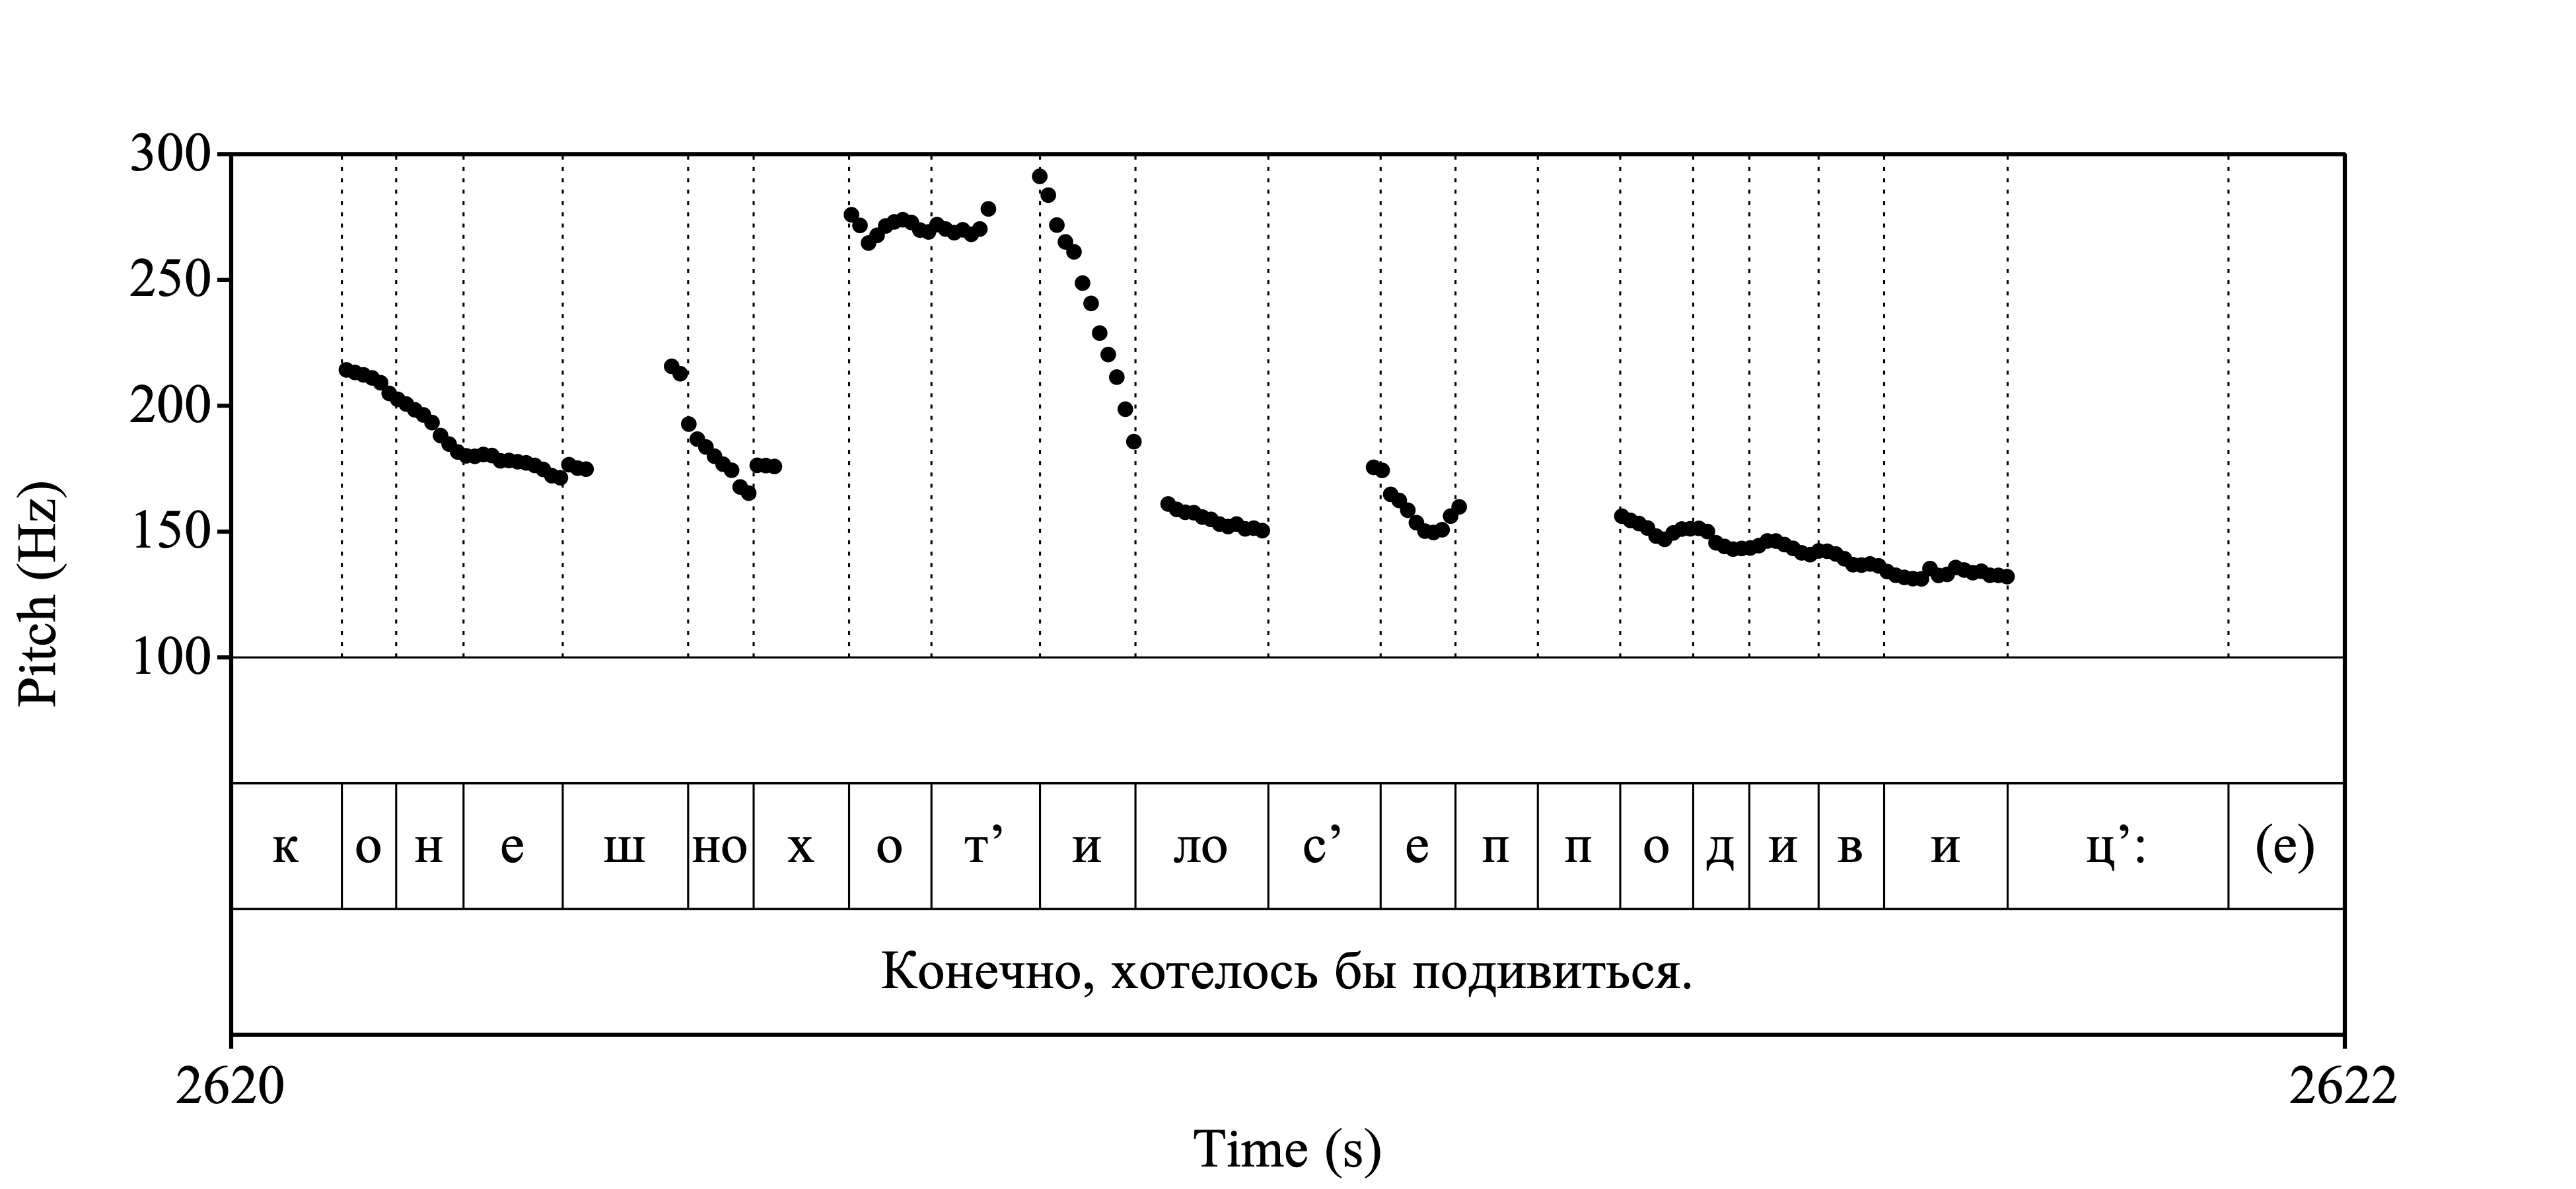 300
250
200
150
100
Pitch (Hz)
к о н е ш но х о т’ и ло с’ е п п о д и в и ц’: (е)
Конечно, хотелось бы подивиться.
2620 2622
Time (s)